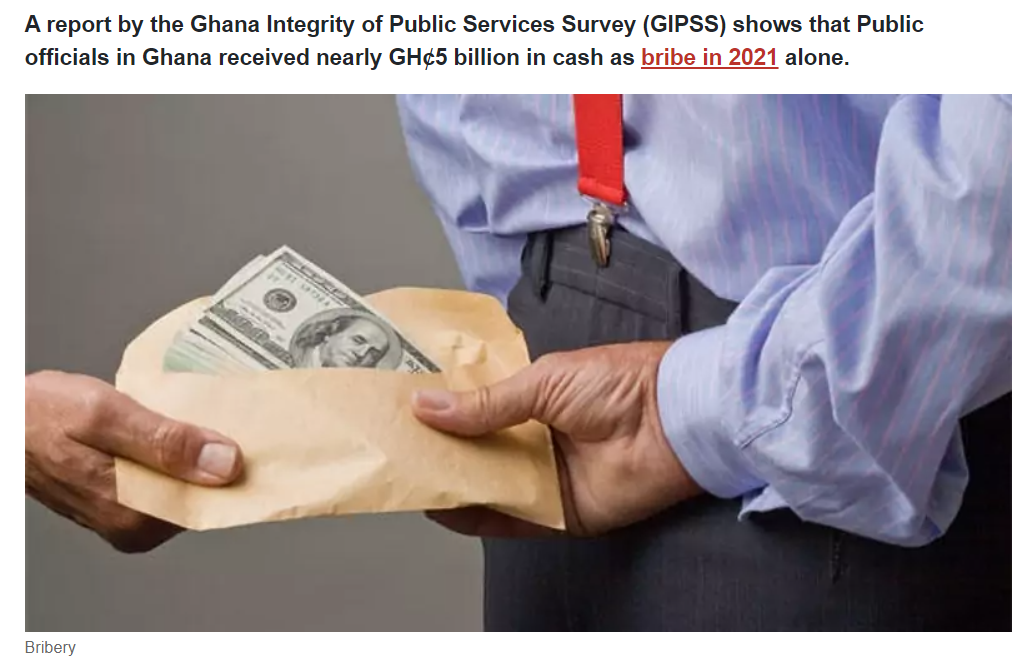 A report by the Ghana Integrity of Public Services Survey (GIPSS) shows that Public
officials in Ghana received nearly GH¢5 billion in cash as bribe in 2021 alone.
Bribery